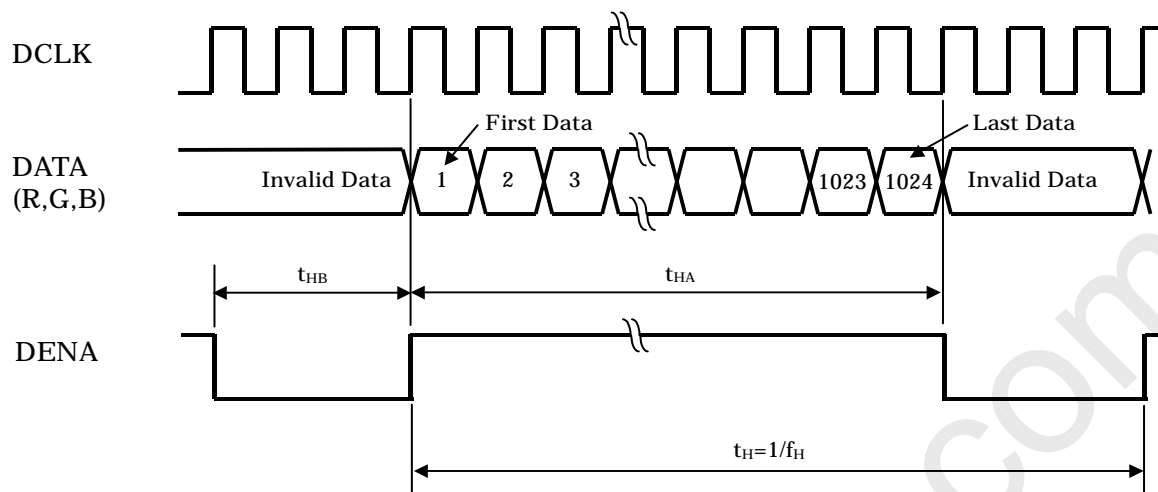 DCLK
First Data
Last Data
DATA
(R,G,B)
Invalid Data
1
2
3
1023
1024
Invalid Data
tHB
tHA
DENA
tH=1/fH
com